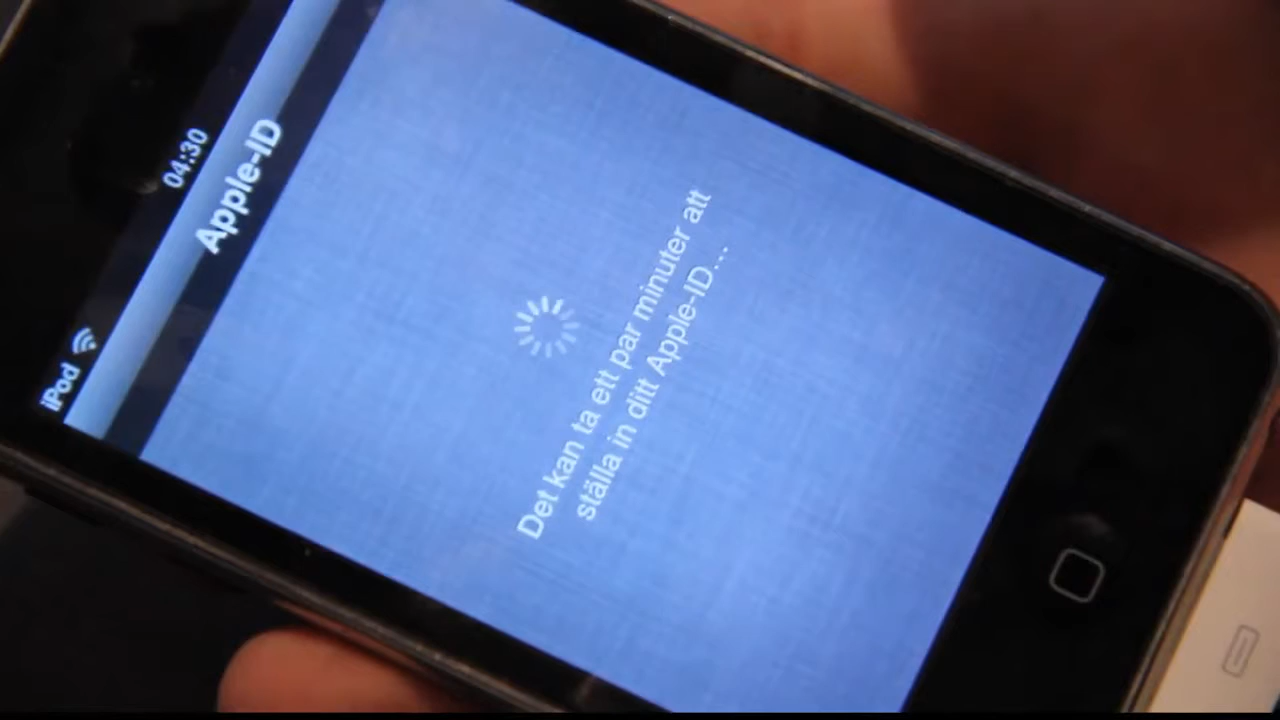 iPod 04:30
Apple-ID
Det kan ta ett par minuter att
ställa in ditt Apple-ID...